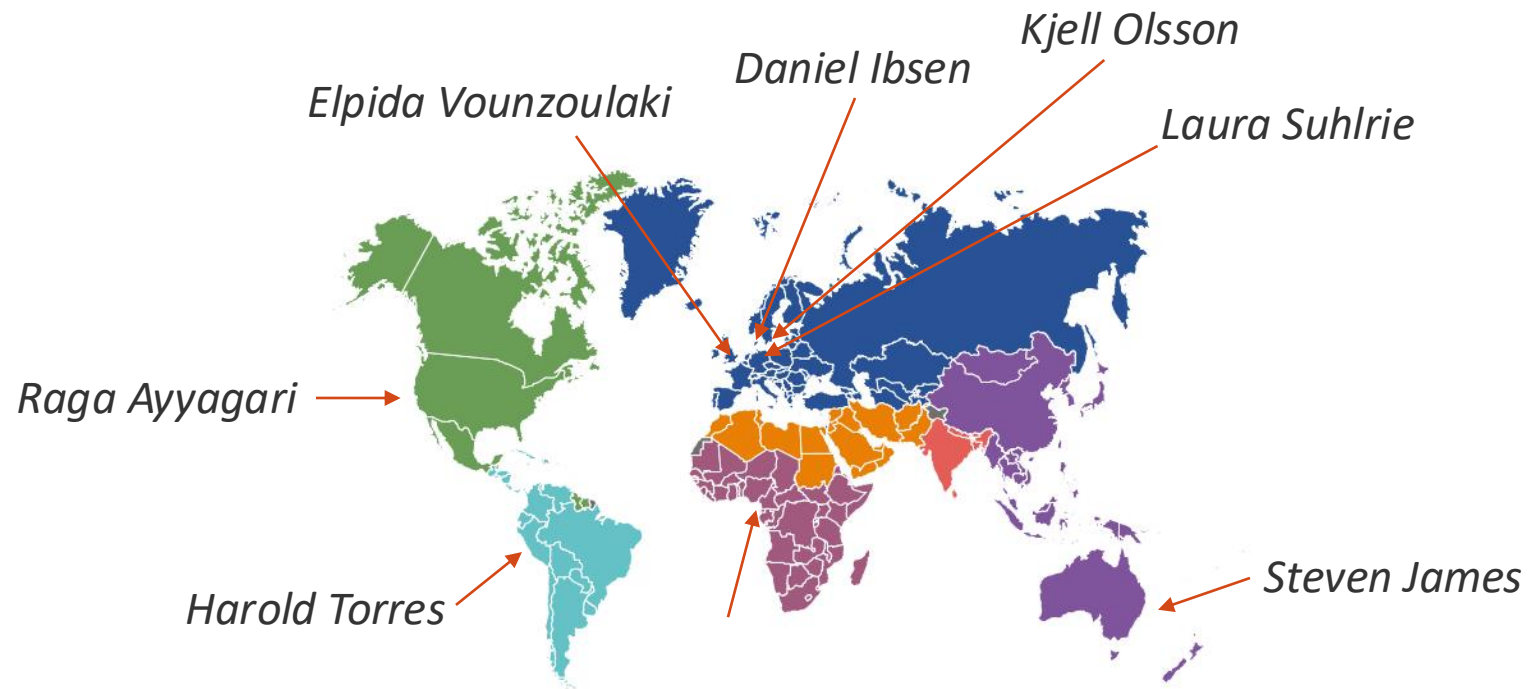 Kjell Olsson
Daniel Ibsen
Elpida Vounzoulaki
Laura Suhlrie
Raga Ayyagari
Steven James
Harold Torres